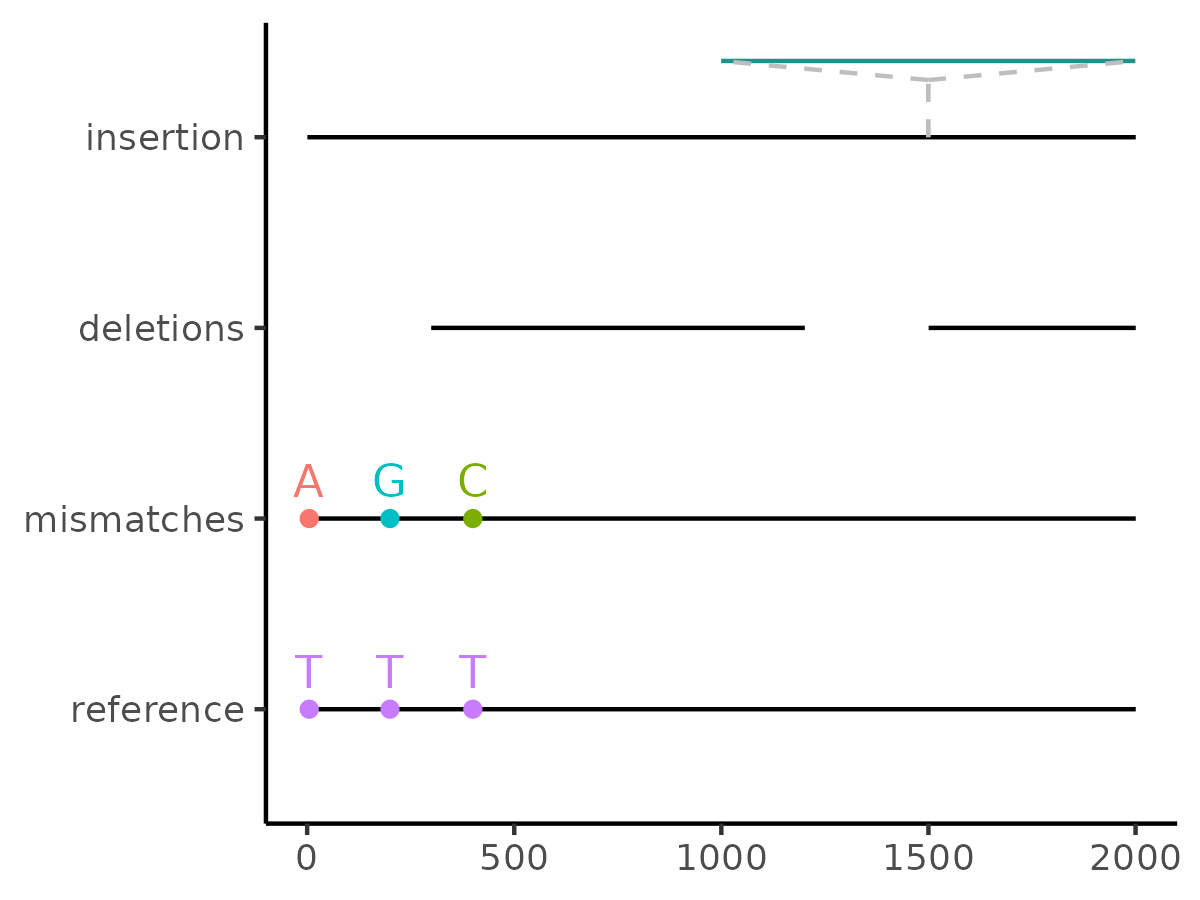 insertion
deletions
A G C
mismatches
T T T
reference
0 500 1000 1500 2000